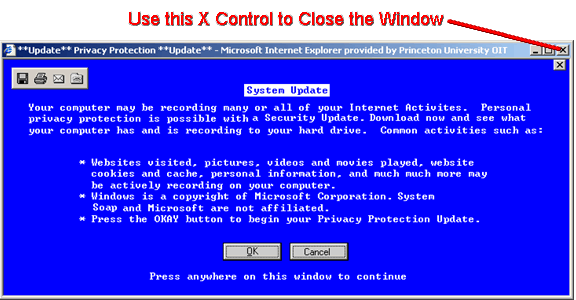 Use this X Control to Close the Window
**Update** Privacy Protection **Update** - Microsoft Internet Explorer provided by Princeton University OIT
System Update
Your computer may be recording many or all of your Internet Activites. Personal
privacy protection is possible with a Security Update. Download now and see what
your computer has and is recording to your hard drive. Common activities such as:
* Websites visited, pictures, videos and movies played, website
cookies and cache, personal information, and much much more may
be actively recording on your computer.
* Windows is a copyright of Microsoft Corporation. System
Soap and Microsoft are not affiliated.
* Press the OKAY button to begin your Privacy Protection Update.
OK Cancel
Press anywhere on this window to continue